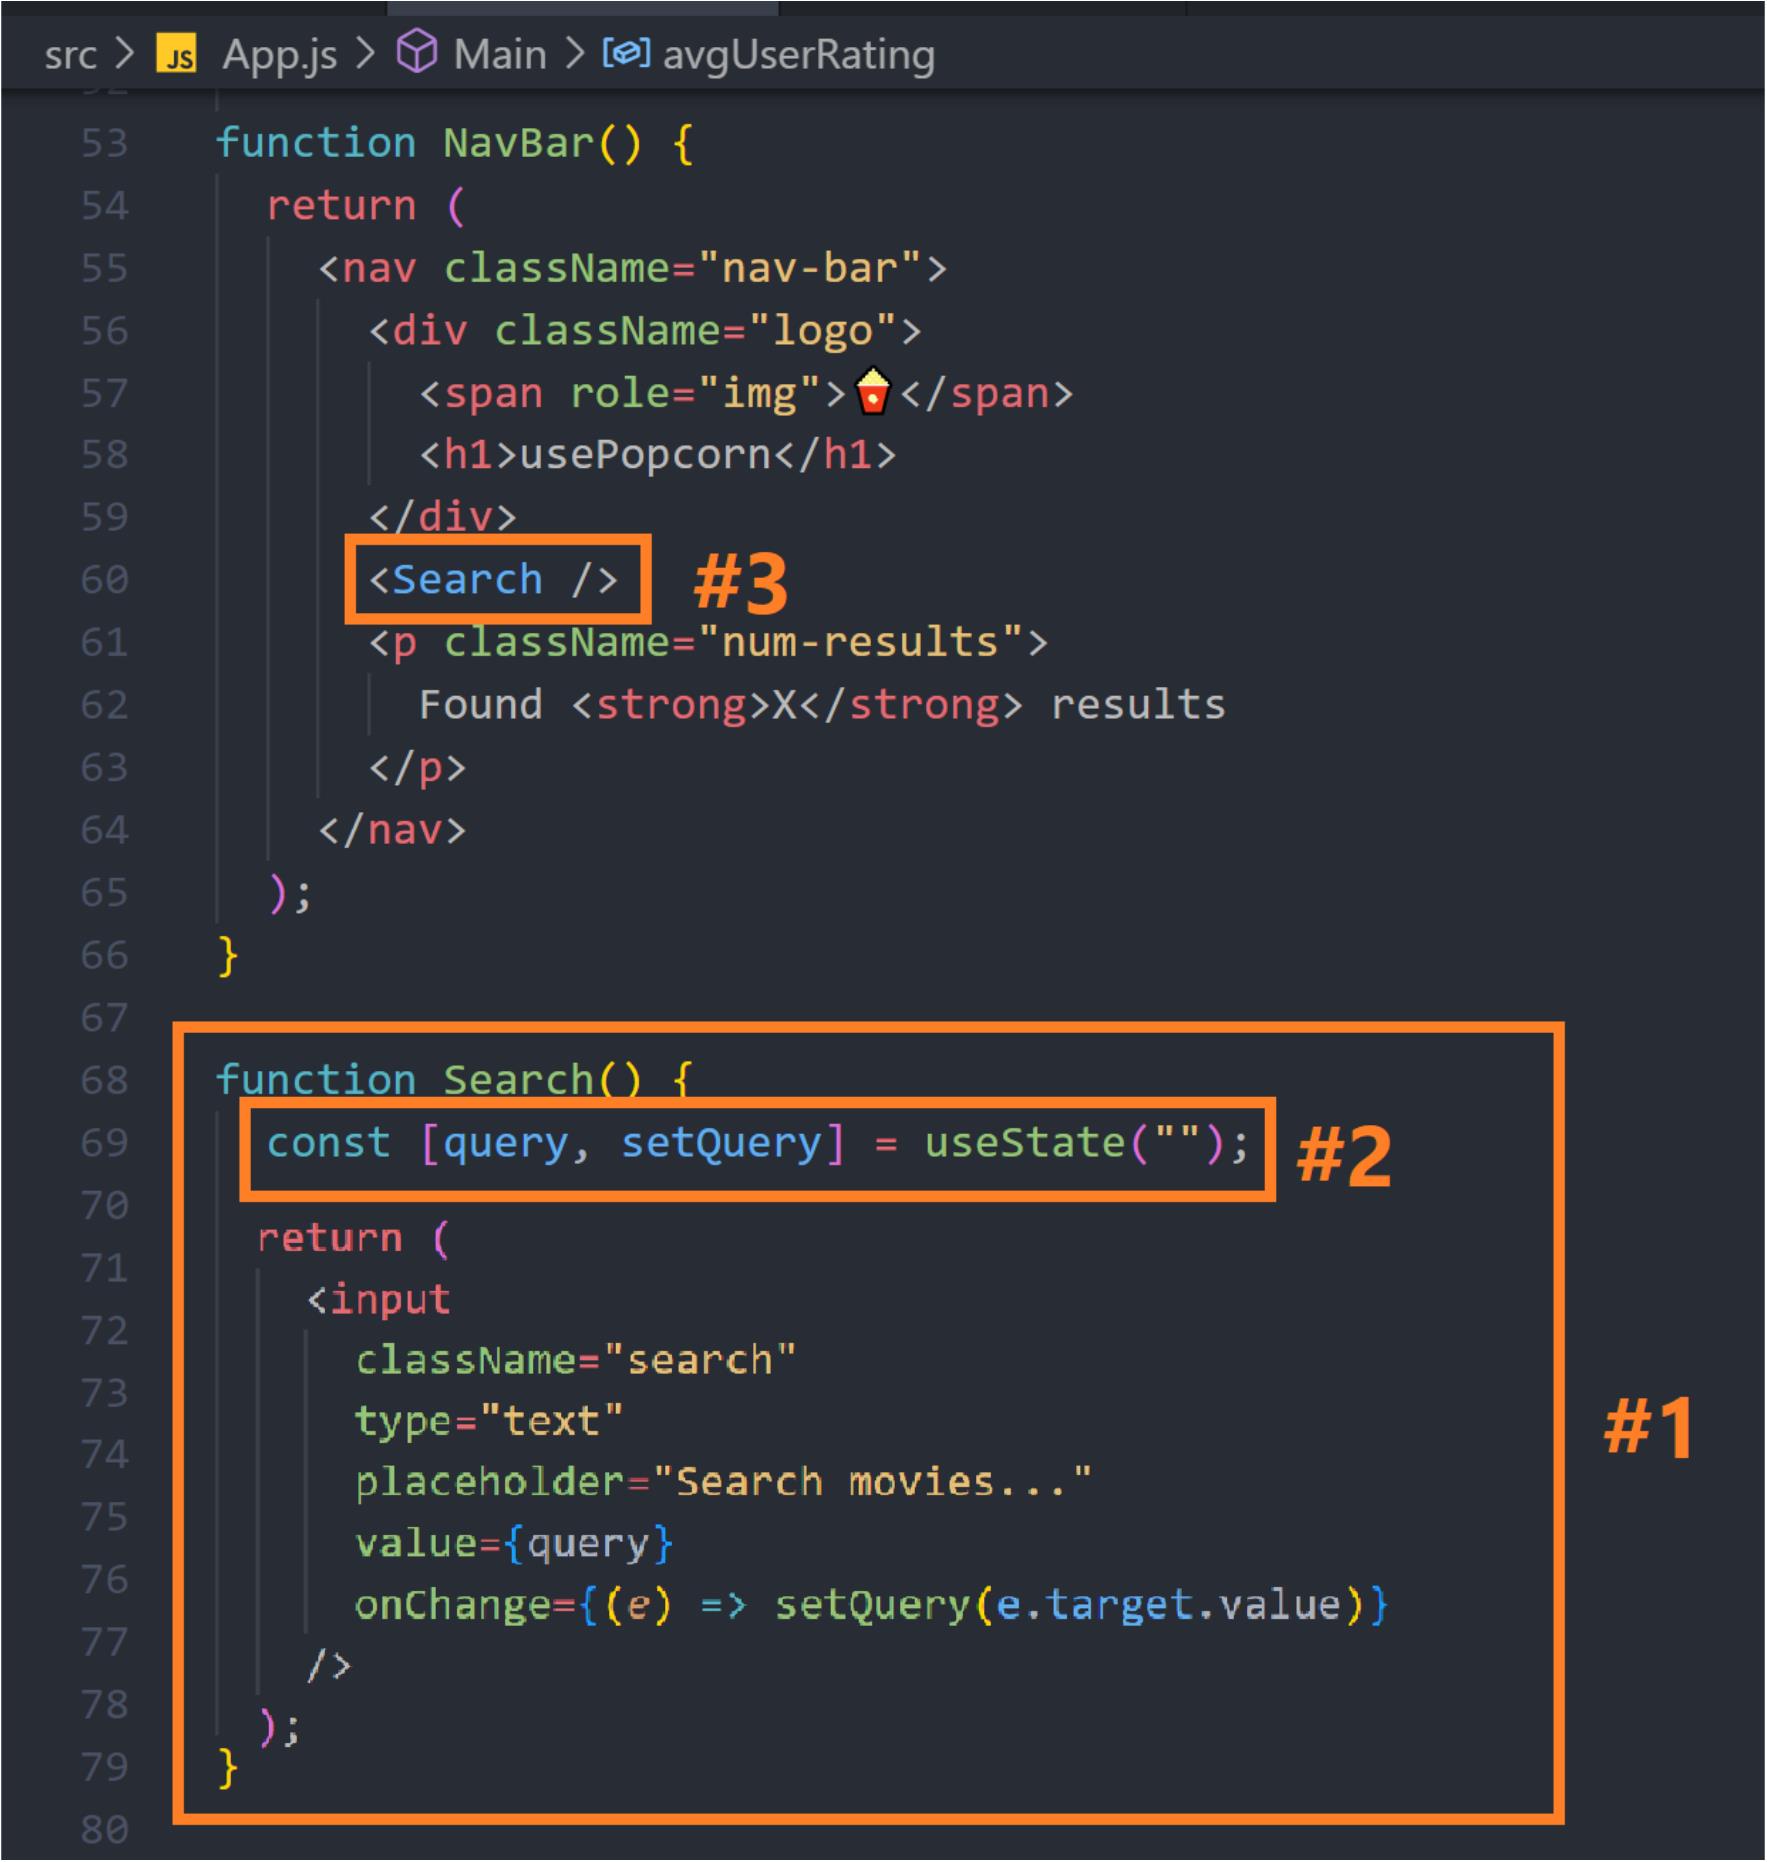 src > JS App.js > Main > avgUserRating
52
53 function NavBar() {
54 return (
55 <nav className="nav-bar">
56 <div className="logo">
57 <span role="img">🍿</span>
58 <h1>usePopcorn</h1>
59 </div>
60 <Search /> #3
61 <p className="num-results">
62 Found <strong>X</strong> results
63 </p>
64 </nav>
65 );
66 }
67
68 function Search() {
69 const [query, setQuery] = useState(""); #2
70
return (
71
<input
72
className="search"
73
type="text"
#1
74
placeholder="Search movies..."
75
value={query}
76
onChange={(e) => setQuery(e.target.value)}
77
/>
78
);
79 }
80